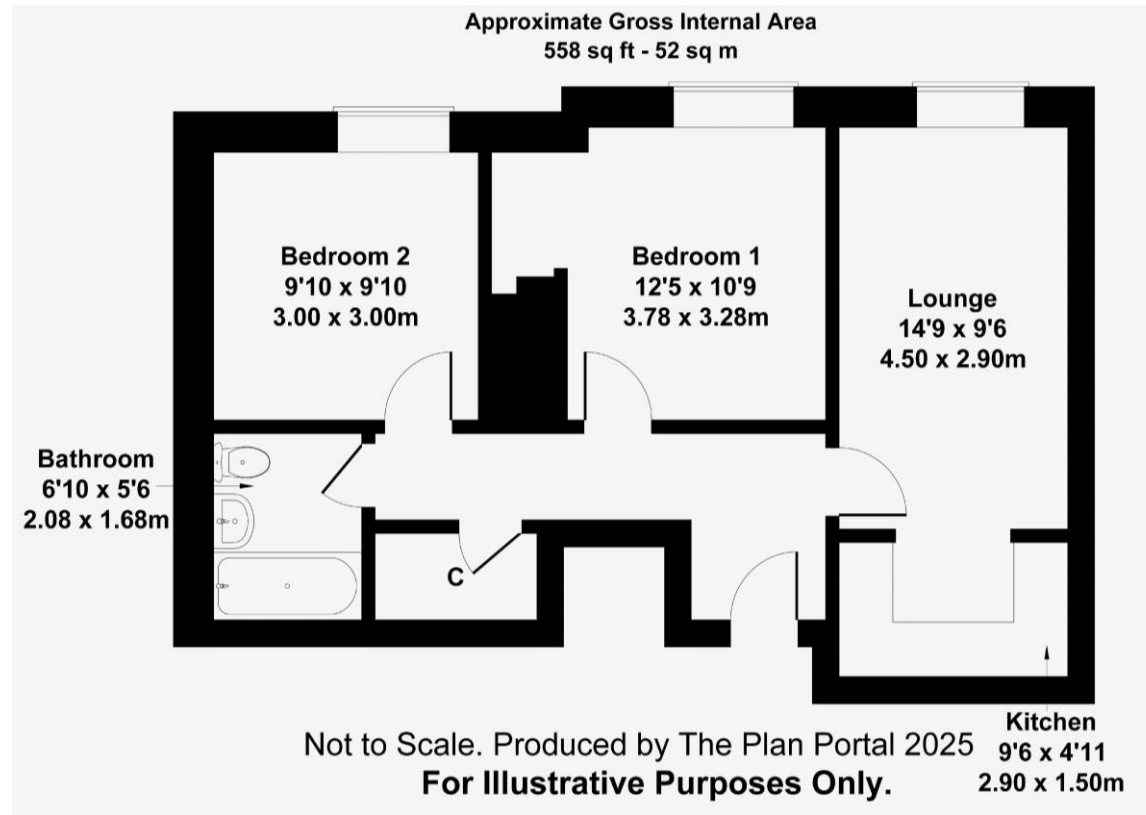 Approximate Gross Internal Area
558 sq ft - 52 sq m
Bedroom 2
9'10 x 9'10
3.00 x 3.00m
Bedroom 1
12'5 x 10'9
3.78 x 3.28m
Lounge
14'9 x 9'6
4.50 x 2.90m
Bathroom
6'10 x 5'6
2.08 x 1.68m
C
Kitchen
9'6 x 4'11
2.90 x 1.50m
Not to Scale. Produced by The Plan Portal 2025
For Illustrative Purposes Only.